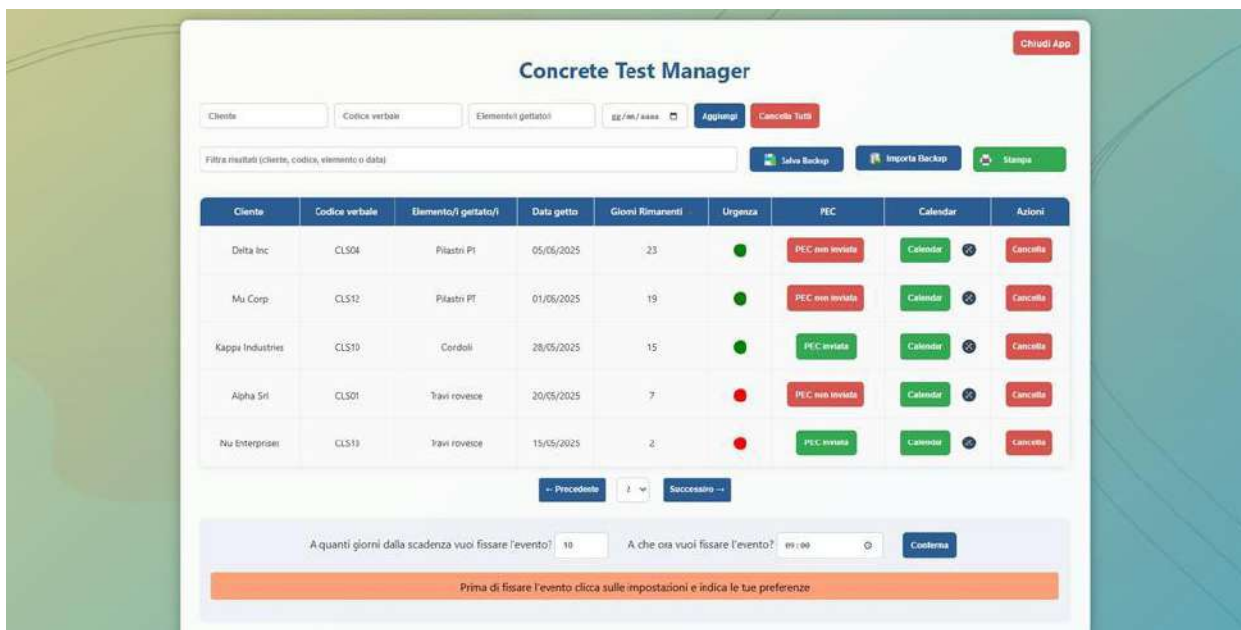 Chiudi App
Concrete Test Manager
Cliente Codice verbale Elemento/i gettato/i gg/mm/aaaa Aggiungi Cancella Tutti
Filtra risultati (cliente, codice, elemento o data) Salva Backup Importa Backup Stampa
Cliente Codice verbale Elemento/i gettato/i Data getto Giorni Rimanenti Urgenza PEC Calendar Azioni
Delta Inc CLS04 Pilastri P1 05/06/2025 23 PEC non inviata Calendar Cancella
Mu Corp CLS12 Pilastri PT 01/06/2025 19 PEC non inviata Calendar Cancella
Kappa Industries CLS10 Cordoli 28/05/2025 15 PEC inviata Calendar Cancella
Alpha Srl CLS01 Travi rovesce 20/05/2025 7 PEC non inviata Calendar Cancella
Nu Enterprises CLS13 Travi rovesce 15/05/2025 2 PEC inviata Calendar Cancella
← Precedente 2 Successivo →
A quanti giorni dalla scadenza vuoi fissare l'evento? 10 A che ora vuoi fissare l'evento? 09:00 Conferma
Prima di fissare l'evento clicca sulle impostazioni e indica le tue preferenze